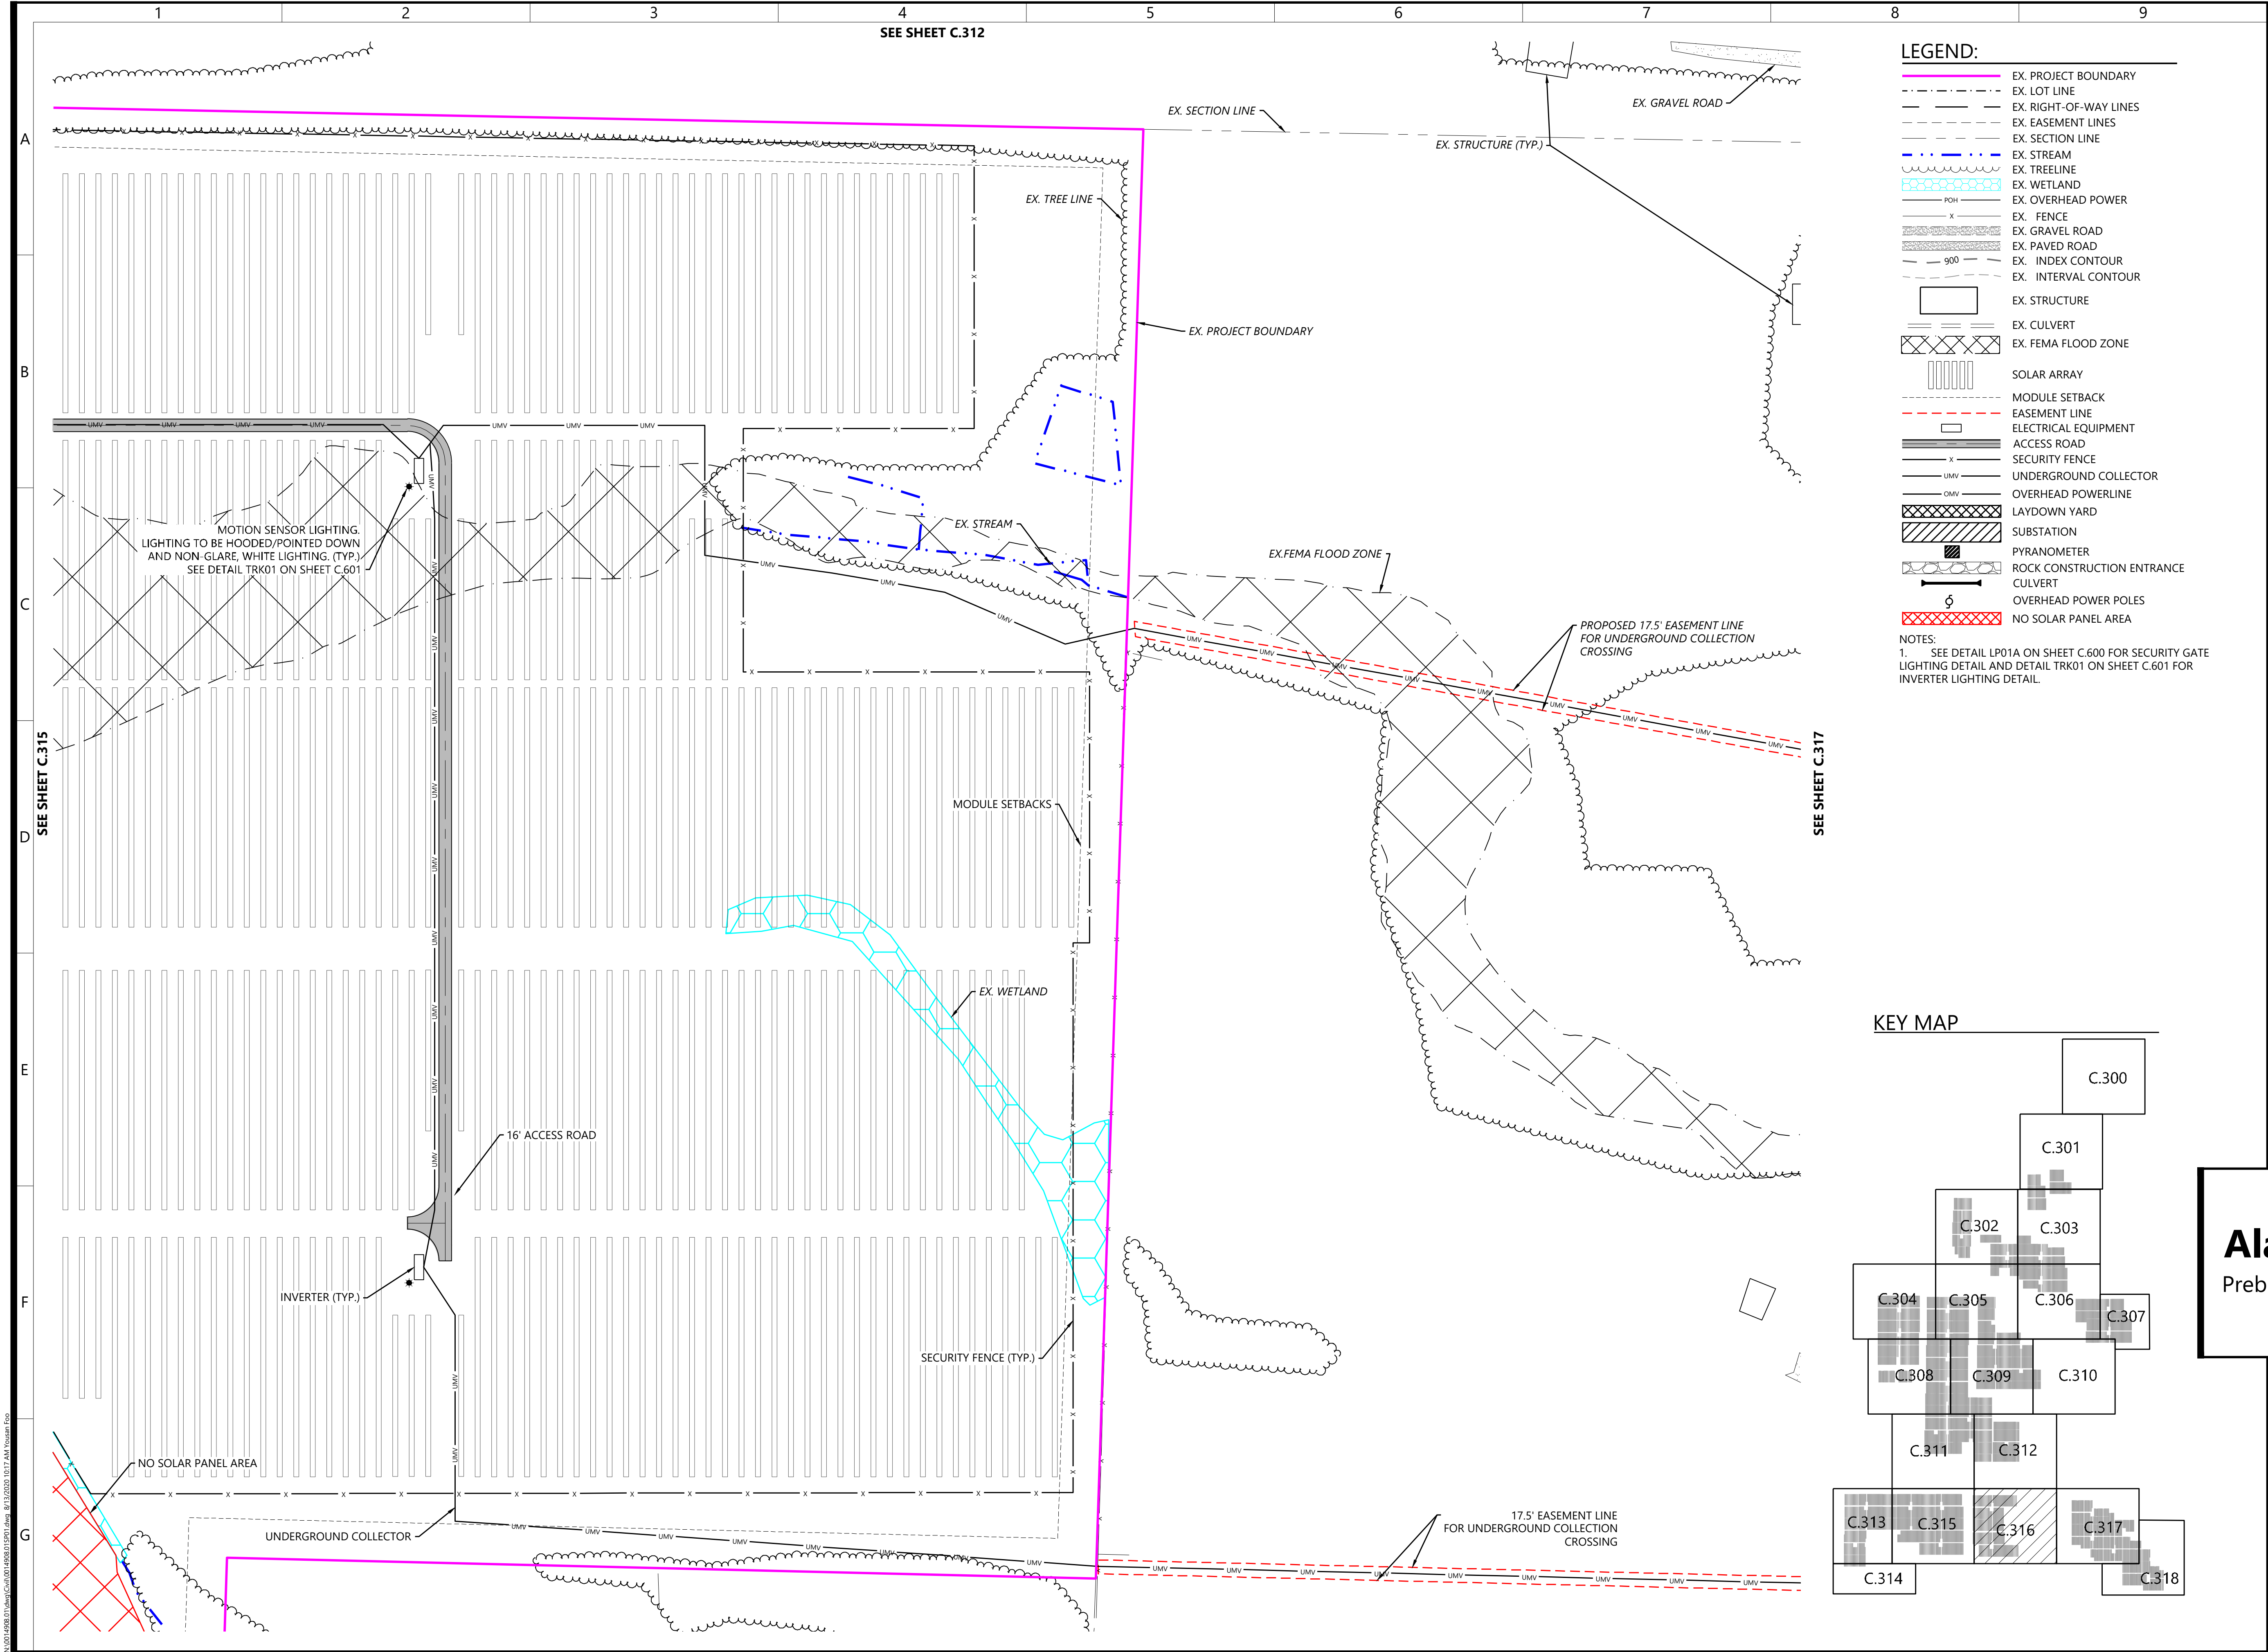 1 2 3 4 5 6 7 8 9
SEE SHEET C.312
A
B
C
D
E
F
G
SEE SHEET C.315
SEE SHEET C.317
EX. SECTION LINE
EX. GRAVEL ROAD
EX. STRUCTURE (TYP.)
EX. TREE LINE
EX. PROJECT BOUNDARY
MOTION SENSOR LIGHTING.
LIGHTING TO BE HOODED/POINTED DOWN
AND NON-GLARE, WHITE LIGHTING. (TYP.)
SEE DETAIL TRK01 ON SHEET C.601
EX. STREAM
EX.FEMA FLOOD ZONE
PROPOSED 17.5' EASEMENT LINE
FOR UNDERGROUND COLLECTION
CROSSING
MODULE SETBACKS
EX. WETLAND
16' ACCESS ROAD
INVERTER (TYP.)
SECURITY FENCE (TYP.)
NO SOLAR PANEL AREA
UNDERGROUND COLLECTOR
17.5' EASEMENT LINE
FOR UNDERGROUND COLLECTION
CROSSING
LEGEND:
EX. PROJECT BOUNDARY
EX. LOT LINE
EX. RIGHT-OF-WAY LINES
EX. EASEMENT LINES
EX. SECTION LINE
EX. STREAM
EX. TREELINE
EX. WETLAND
POH EX. OVERHEAD POWER
X EX. FENCE
EX. GRAVEL ROAD
EX. PAVED ROAD
900 EX. INDEX CONTOUR
EX. INTERVAL CONTOUR
EX. STRUCTURE
EX. CULVERT
EX. FEMA FLOOD ZONE
SOLAR ARRAY
MODULE SETBACK
EASEMENT LINE
ELECTRICAL EQUIPMENT
ACCESS ROAD
X SECURITY FENCE
UMV UNDERGROUND COLLECTOR
OMV OVERHEAD POWERLINE
LAYDOWN YARD
SUBSTATION
PYRANOMETER
ROCK CONSTRUCTION ENTRANCE
CULVERT
OVERHEAD POWER POLES
NO SOLAR PANEL AREA
NOTES:
1. SEE DETAIL LP01A ON SHEET C.600 FOR SECURITY GATE
LIGHTING DETAIL AND DETAIL TRK01 ON SHEET C.601 FOR
INVERTER LIGHTING DETAIL.
KEY MAP
C.300
C.301
C.302 C.303
C.304 C.305 C.306 C.307
C.308 C.309 C.310
C.311 C.312
C.313 C.315 C.316 C.317
C.314 C.318
Ala
Preb